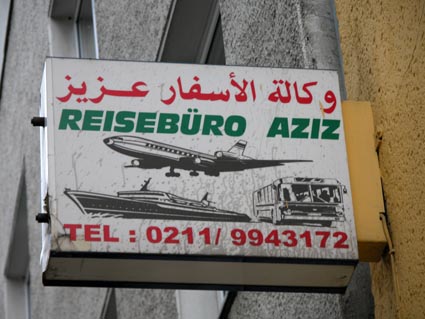 وكالة الأسفار عزيز
REISEBÜRO AZIZ
TEL : 0211/ 9943172